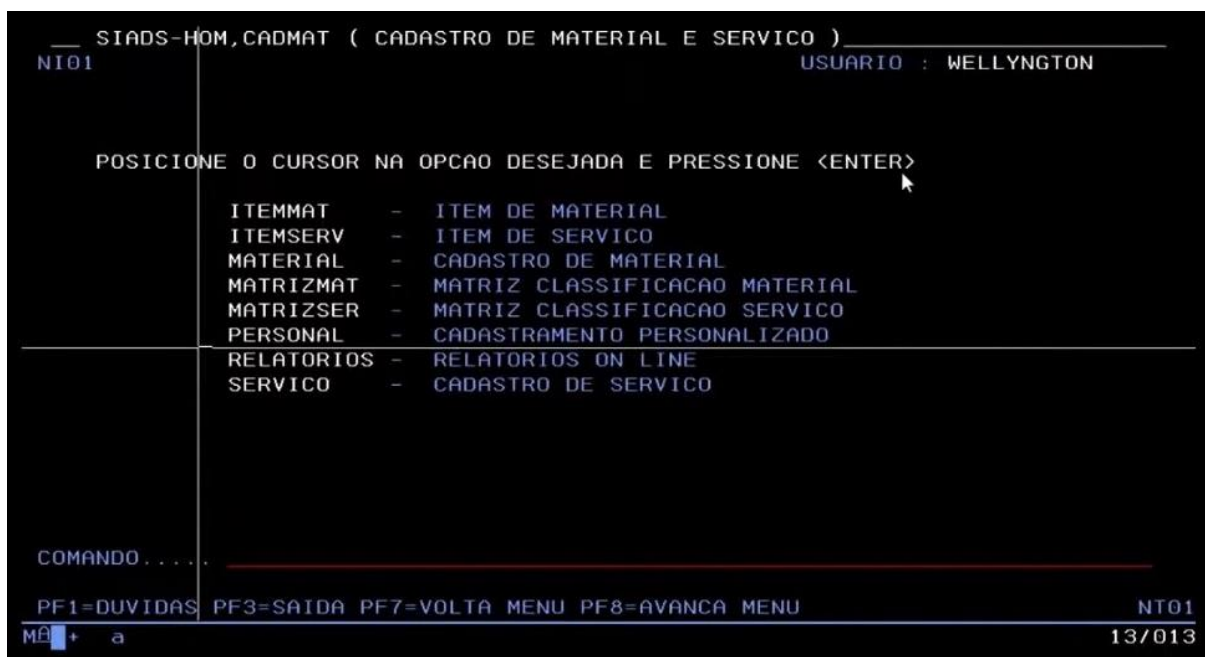 __ SIADS-HOM,CADMAT ( CADASTRO DE MATERIAL E SERVICO )
NI01 USUARIO : WELLYNGTON
POSICIONE O CURSOR NA OPCAO DESEJADA E PRESSIONE <ENTER>
ITEMMAT - ITEM DE MATERIAL
ITEMSERV - ITEM DE SERVICO
MATERIAL - CADASTRO DE MATERIAL
MATRIZMAT - MATRIZ CLASSIFICACAO MATERIAL
MATRIZSER - MATRIZ CLASSIFICACAO SERVICO
PERSONAL - CADASTRAMENTO PERSONALIZADO
RELATORIOS - RELATORIOS ON LINE
SERVICO - CADASTRO DE SERVICO
COMANDO.....
PF1=DUVIDAS PF3=SAIDA PF7=VOLTA MENU PF8=AVANCA MENU NT01
MA + a 13/013